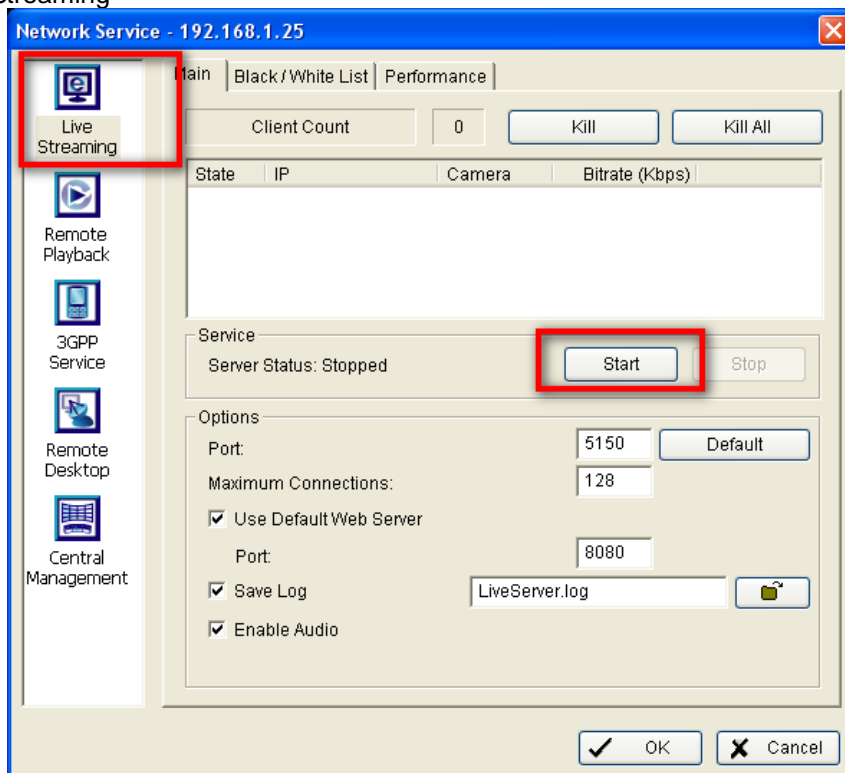 Streaming
Network Service - 192.168.1.25
Main Black / White List Performance
Live
Streaming
Client Count 0 Kill Kill All
State IP Camera Bitrate (Kbps)
Remote
Playback
3GPP
Service
Service
Server Status: Stopped Start Stop
Remote
Desktop
Options
Port: 5150 Default
Maximum Connections: 128
Use Default Web Server
Port: 8080
Central
Management
Save Log LiveServer.log
Enable Audio
OK Cancel